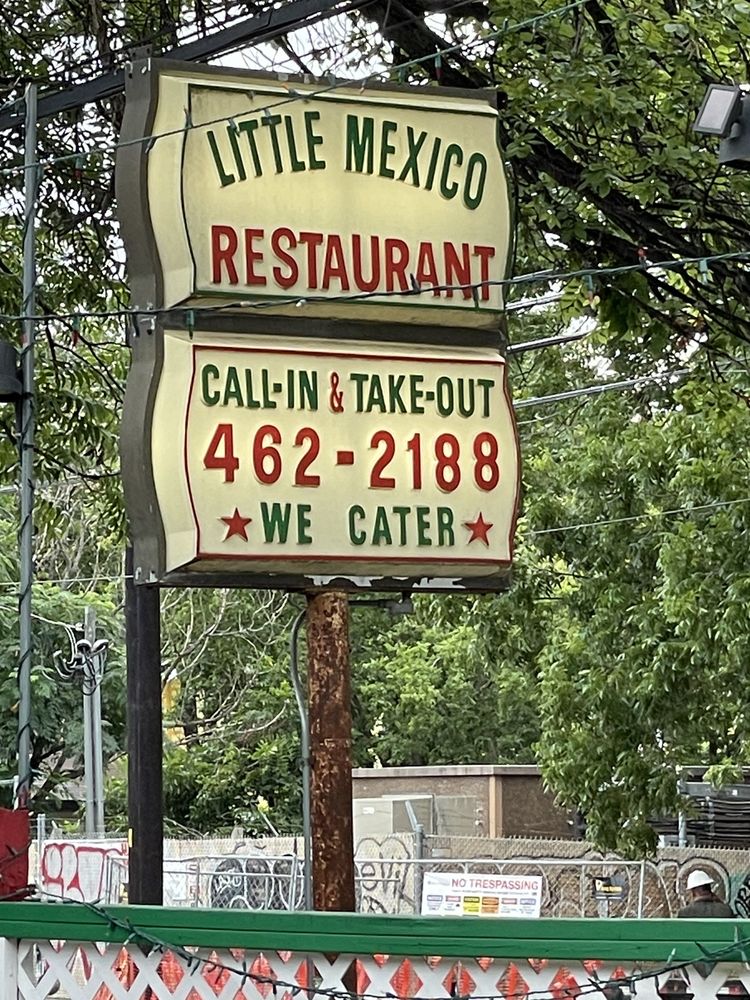 LITTLE MEXICO
RESTAURANT
CALL-IN & TAKE-OUT
462-2188
★ WE CATER ★
NO TRESPASSING